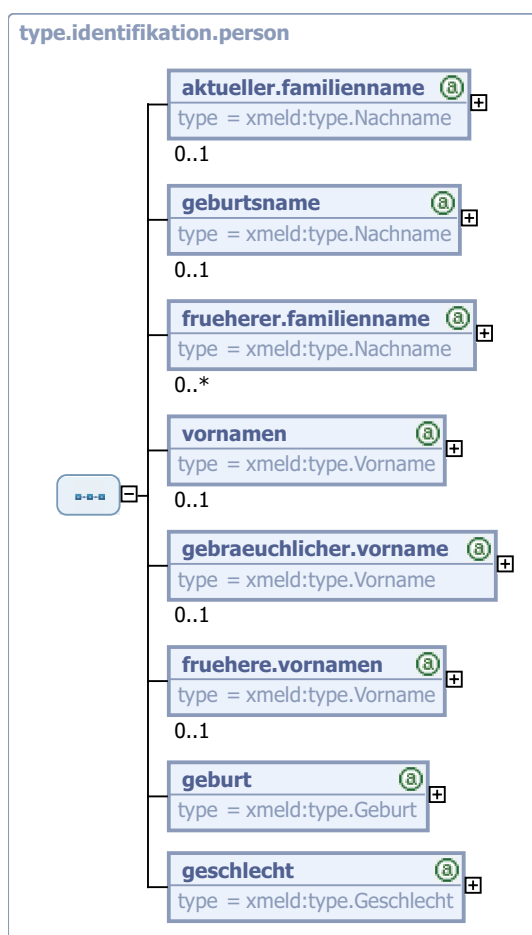 type.identifikation.person
aktueller.familienname
type = xmeld:type.Nachname
0..1
geburtsname
type = xmeld:type.Nachname
0..1
frueherer.familienname
type = xmeld:type.Nachname
0..*
vornamen
type = xmeld:type.Vorname
0..1
gebraeuchlicher.vorname
type = xmeld:type.Vorname
0..1
fruehere.vornamen
type = xmeld:type.Vorname
0..1
geburt
type = xmeld:type.Geburt
geschlecht
type = xmeld:type.Geschlecht